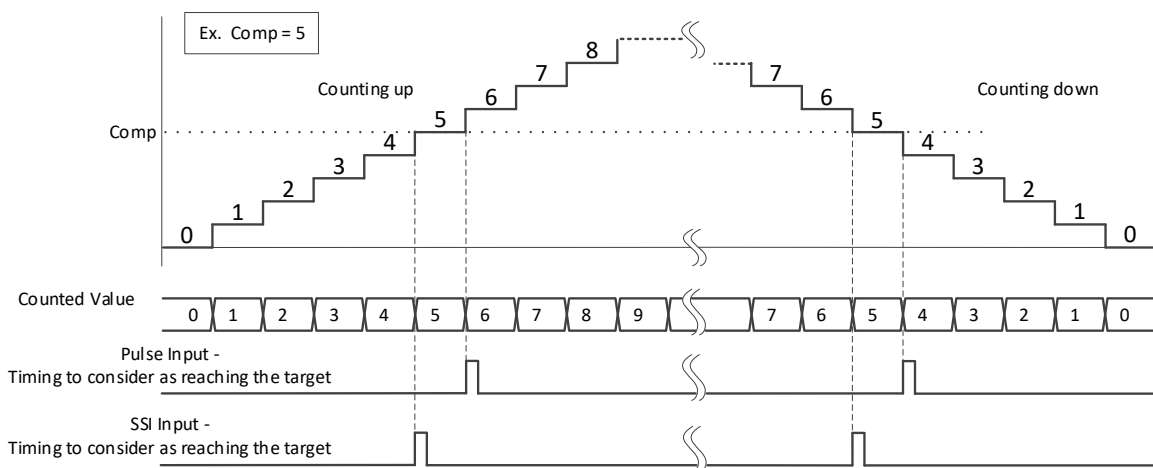 Ex. Comp = 5
8
7
7
Counting up
6
6
Counting down
Comp
5
5
4
4
3
3
2
2
1
1
0
0
Counted Value
0 1 2 3 4 5 6 7 8 9 7 6 5 4 3 2 1 0
Pulse Input -
Timing to consider as reaching the target
SSI Input -
Timing to consider as reaching the target